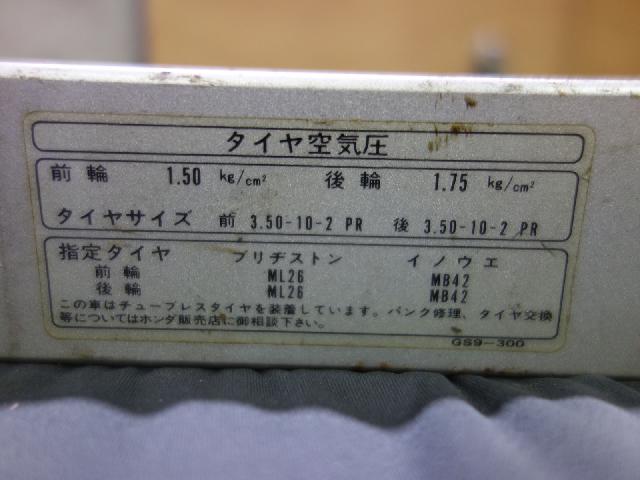 タイヤ空気圧
前輪 1.50 kg/cm² 後輪 1.75 kg/cm²
タイヤサイズ 前 3.50-10-2 PR 後 3.50-10-2 PR
指定タイヤ ブリヂストン イノウエ
前輪 ML26 MB42
後輪 ML26 MB42
この車はチューブレスタイヤを装着しています。パンク修理、タイヤ交換
等についてはホンダ販売店に御相談下さい。
GS9-300